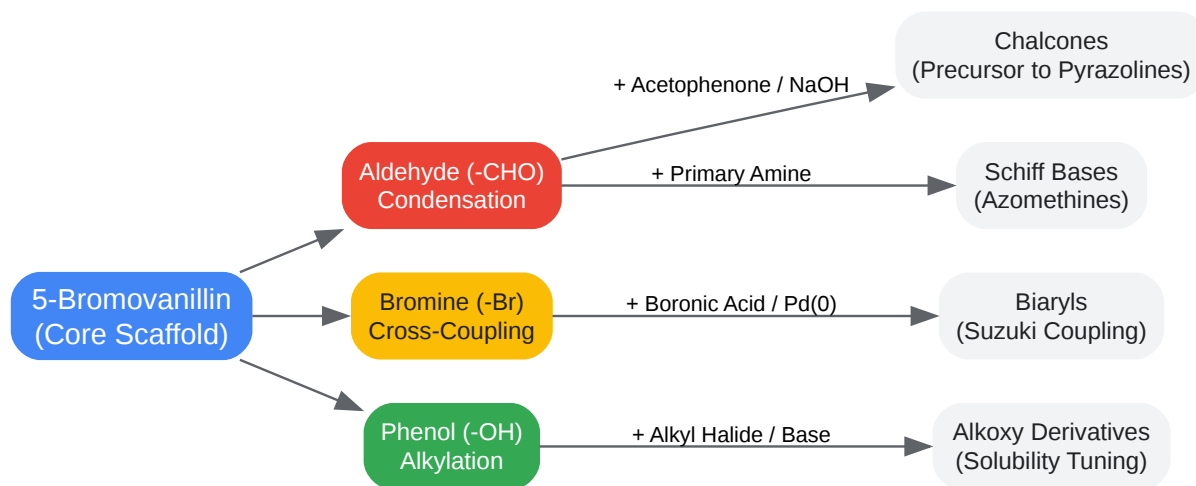 Chalcones
(Precursor to Pyrazolines)
+ Acetophenone / NaOH
Aldehyde (-CHO)
Condensation
+ Primary Amine
Schiff Bases
(Azomethines)
5-Bromovanillin
(Core Scaffold)
Bromine (-Br)
Cross-Coupling
+ Boronic Acid / Pd(0)
Biaryls
(Suzuki Coupling)
Phenol (-OH)
Alkylation
+ Alkyl Halide / Base
Alkoxy Derivatives
(Solubility Tuning)